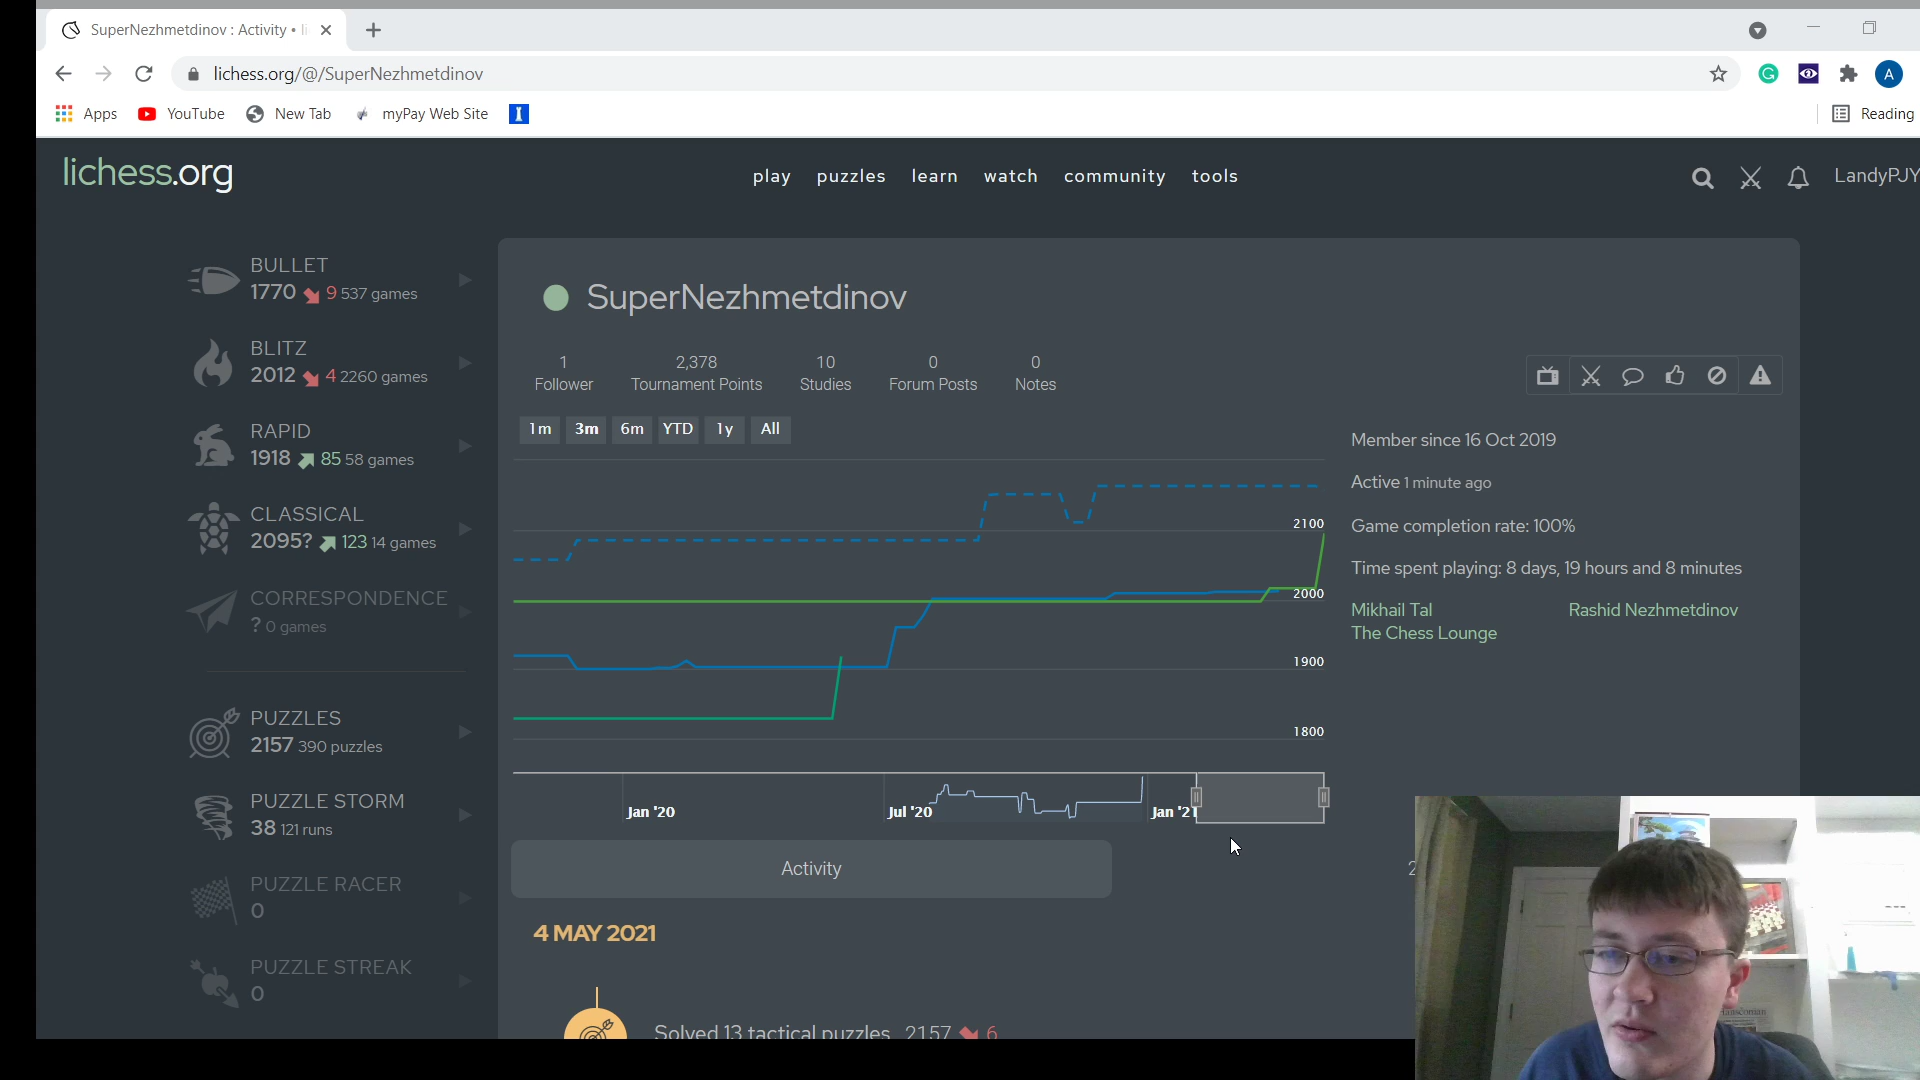 SuperNezhmetdinov : Activity • li
lichess.org/@/SuperNezhmetdinov
A
Apps
YouTube
New Tab
myPay Web Site
Reading
lichess.org
play
puzzles
learn
watch
community
tools
LandyPJY
BULLET
1770 9 537 games
BLITZ
2012 4 2260 games
RAPID
1918 85 58 games
CLASSICAL
2095? 123 14 games
CORRESPONDENCE
? 0 games
PUZZLES
2157 390 puzzles
PUZZLE STORM
38 121 runs
PUZZLE RACER
0
PUZZLE STREAK
0
SuperNezhmetdinov
1
Follower
2,378
Tournament Points
10
Studies
0
Forum Posts
0
Notes
1m
3m
6m
YTD
1y
All
2100
2000
1900
1800
Jan '20
Jul '20
Jan '21
Member since 16 Oct 2019
Active 1 minute ago
Game completion rate: 100%
Time spent playing: 8 days, 19 hours and 8 minutes
Mikhail Tal
Rashid Nezhmetdinov
The Chess Lounge
Activity
2
4 MAY 2021
Solved 13 tactical puzzles 2157 6